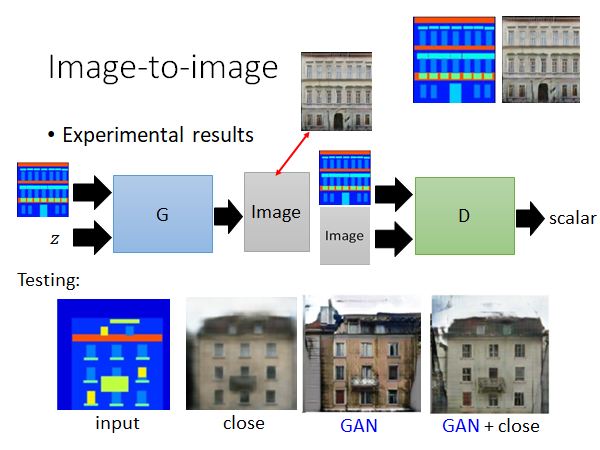 Image-to-image
• Experimental results
G
Image
z
Image
D
scalar
Testing:
input
close
GAN
GAN + close